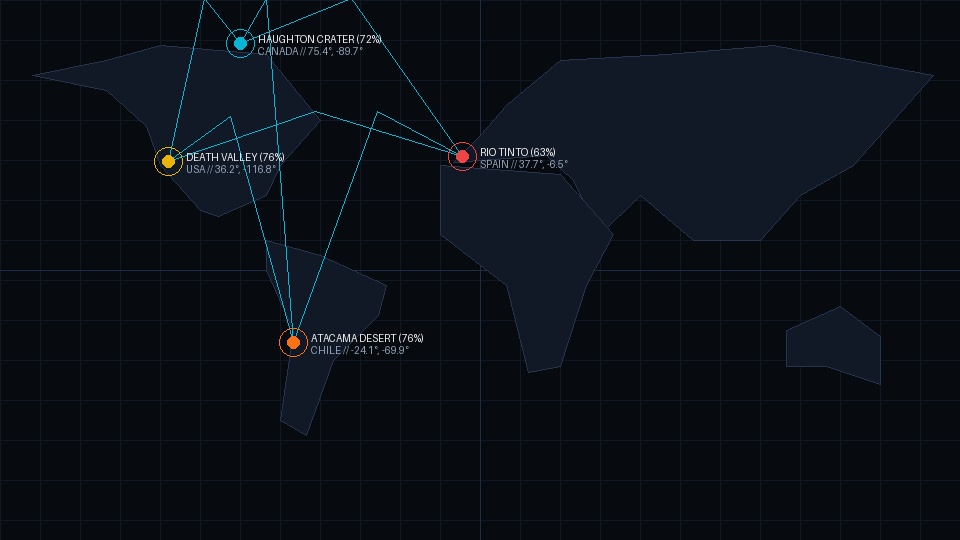 HAUGHTON CRATER (72%)
CANADA // 75.4°, -89.7°
DEATH VALLEY (76%)
USA // 36.2°, -116.8°
RIO TINTO (63%)
SPAIN // 37.7°, -6.5°
ATACAMA DESERT (76%)
CHILE // -24.1°, -69.9°